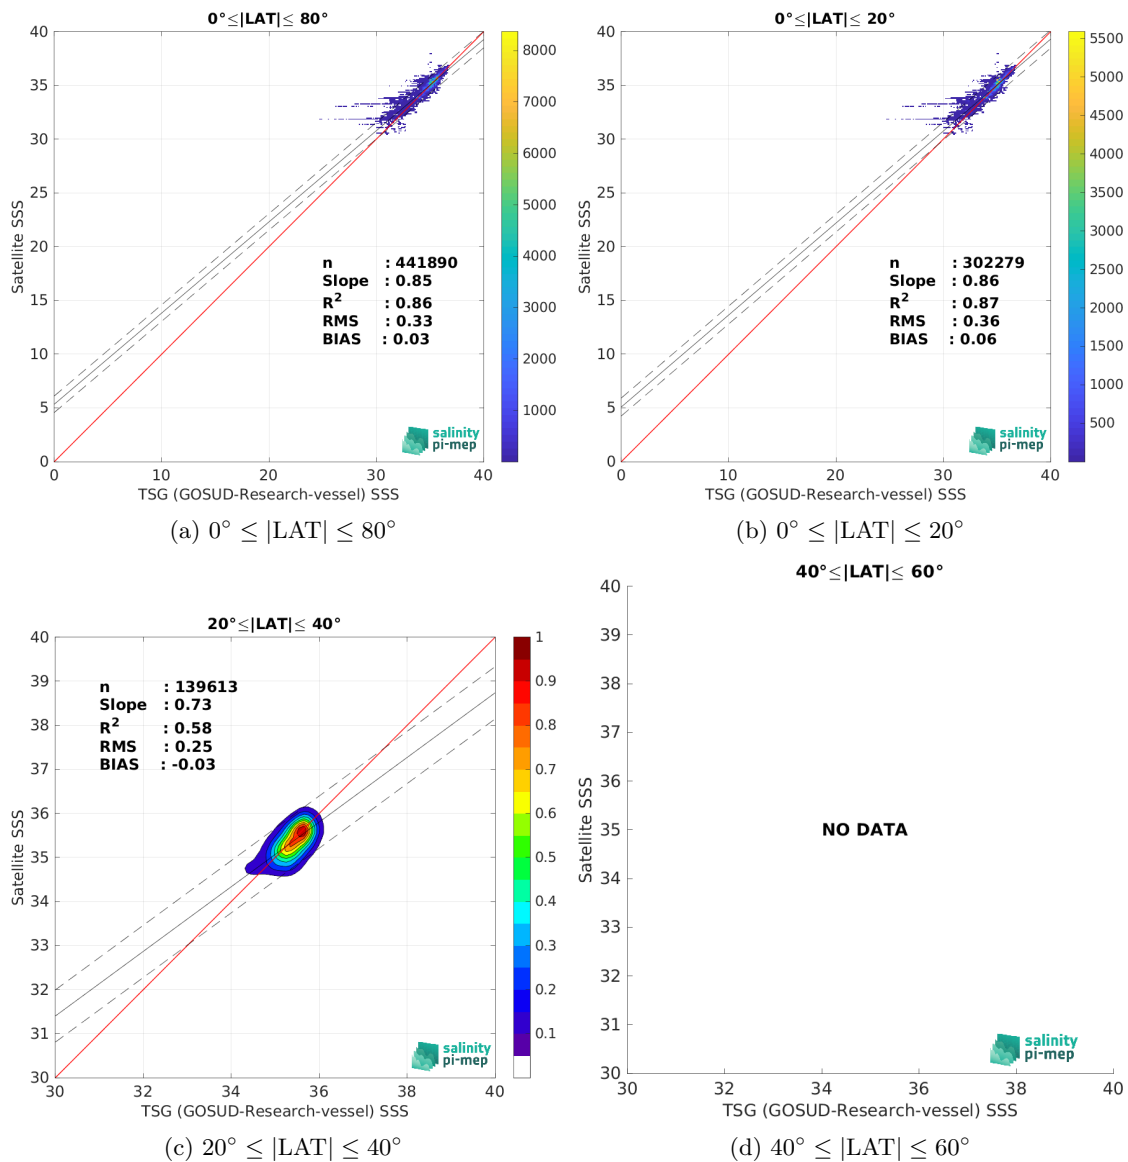 0°≤|LAT|≤ 80°
40
35
30
25
20
15
10
5
0
Satellite SSS
n : 441890
Slope : 0.85
R² : 0.86
RMS : 0.33
BIAS : 0.03
salinity
pi-mep
0 10 20 30 40
TSG (GOSUD-Research-vessel) SSS
8000
7000
6000
5000
4000
3000
2000
1000
(a) 0° ≤ |LAT| ≤ 80°
0°≤|LAT|≤ 20°
40
35
30
25
20
15
10
5
0
Satellite SSS
n : 302279
Slope : 0.86
R² : 0.87
RMS : 0.36
BIAS : 0.06
salinity
pi-mep
0 10 20 30 40
TSG (GOSUD-Research-vessel) SSS
5500
5000
4500
4000
3500
3000
2500
2000
1500
1000
500
(b) 0° ≤ |LAT| ≤ 20°
20°≤|LAT|≤ 40°
40
39
38
37
36
35
34
33
32
31
30
Satellite SSS
n : 139613
Slope : 0.73
R² : 0.58
RMS : 0.25
BIAS : -0.03
salinity
pi-mep
30 32 34 36 38 40
TSG (GOSUD-Research-vessel) SSS
1
0.9
0.8
0.7
0.6
0.5
0.4
0.3
0.2
0.1
(c) 20° ≤ |LAT| ≤ 40°
40°≤|LAT|≤ 60°
40
39
38
37
36
35
34
33
32
31
30
Satellite SSS
NO DATA
salinity
pi-mep
30 32 34 36 38 40
TSG (GOSUD-Research-vessel) SSS
(d) 40° ≤ |LAT| ≤ 60°